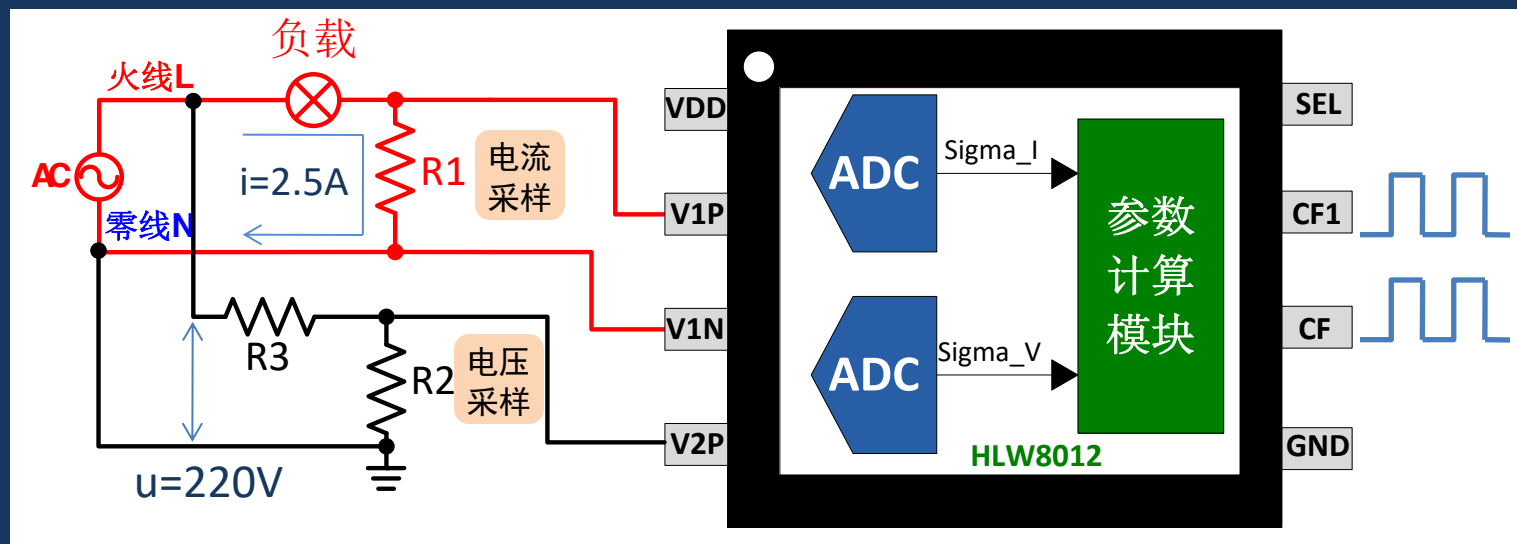 负载
火线L
AC
零线N
i=2.5A
R1
电流
采样
R3
R2
电压
采样
u=220V
VDD
V1P
V1N
V2P
ADC
Sigma_I
ADC
Sigma_V
参数
计算
模块
HLW8012
SEL
CF1
CF
GND